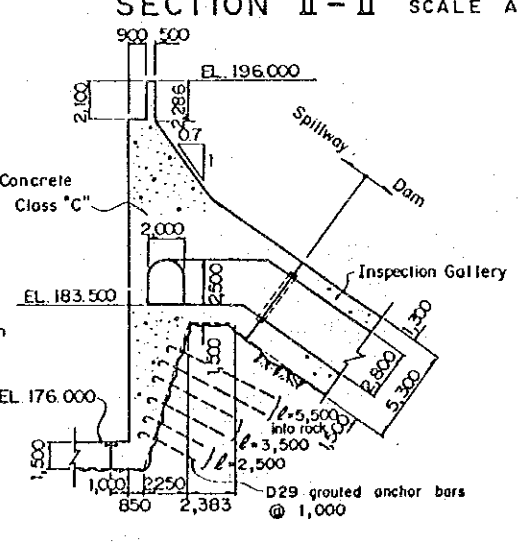 SECTION II-II SCALE A
900 500
EL. 196.000
2,100
2,286
0.7
1
Spillway
Dam
Concrete
Class "C"
2,000
2,500
Inspection Gallery
EL. 183.500
1,300
2,800
5,300
1,500
1,500
EL. 176.000
ℓ=5,500
into rock
ℓ=3,500
ℓ=2,500
1,500
1,000 2250
850 2,383
D29 grouted anchor bars
@ 1,000